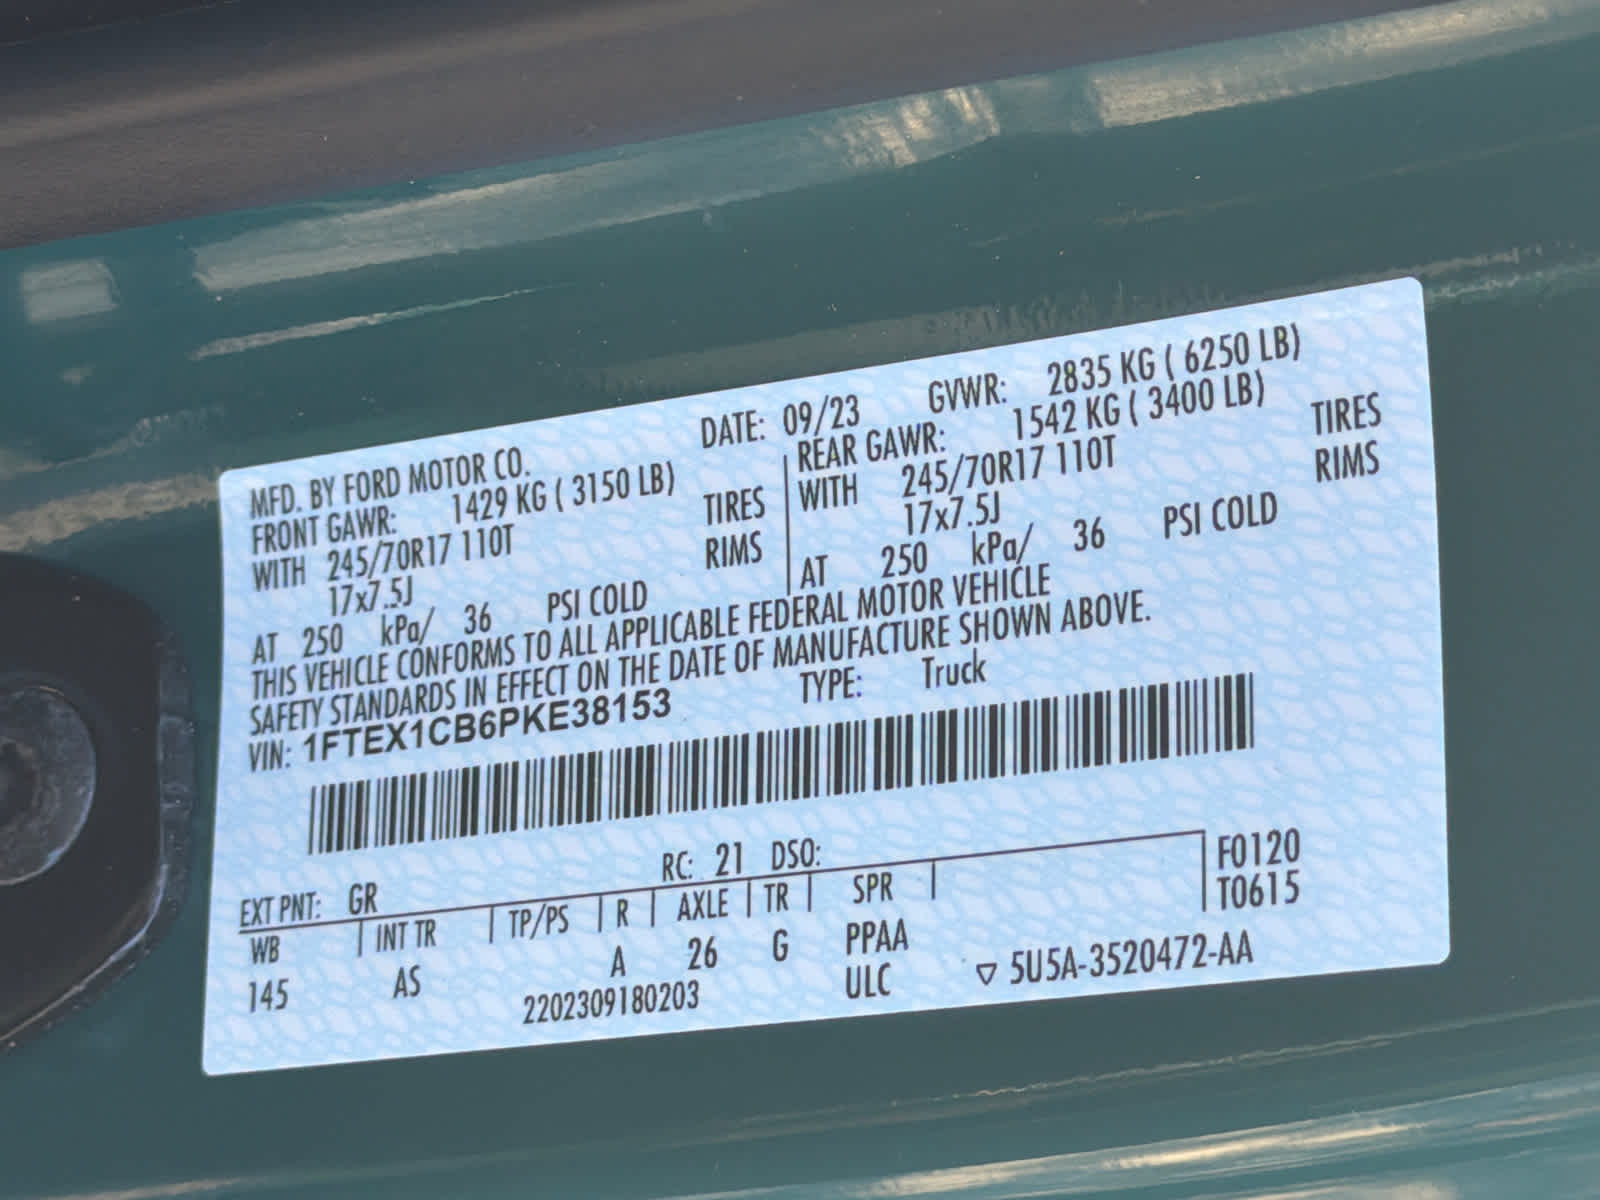 MFD. BY FORD MOTOR CO. DATE: 09/23 GVWR: 2835 KG ( 6250 LB)
FRONT GAWR: 1429 KG ( 3150 LB) REAR GAWR: 1542 KG ( 3400 LB)
WITH 245/70R17 110T TIRES WITH 245/70R17 110T TIRES
17x7.5J RIMS 17x7.5J RIMS
AT 250 kPa/ 36 PSI COLD AT 250 kPa/ 36 PSI COLD
THIS VEHICLE CONFORMS TO ALL APPLICABLE FEDERAL MOTOR VEHICLE
SAFETY STANDARDS IN EFFECT ON THE DATE OF MANUFACTURE SHOWN ABOVE.
VIN: 1FTEX1CB6PKE38153 TYPE: Truck
EXT PNT: GR RC: 21 DSO:
WB INT TR TP/PS R AXLE TR SPR F0120
T0615
145 AS A 26 G PPAA
2202309180203 ULC ▽ 5U5A-3520472-AA